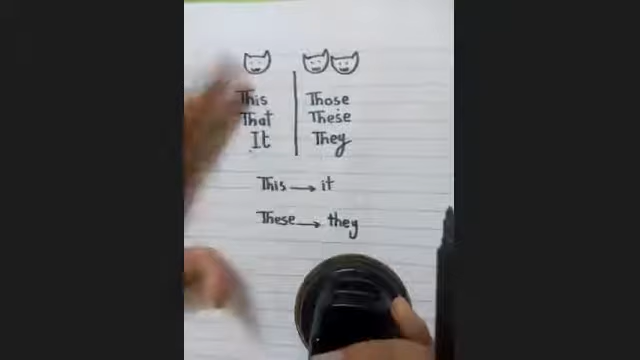 This Those
That These
It They
This → it
These → they